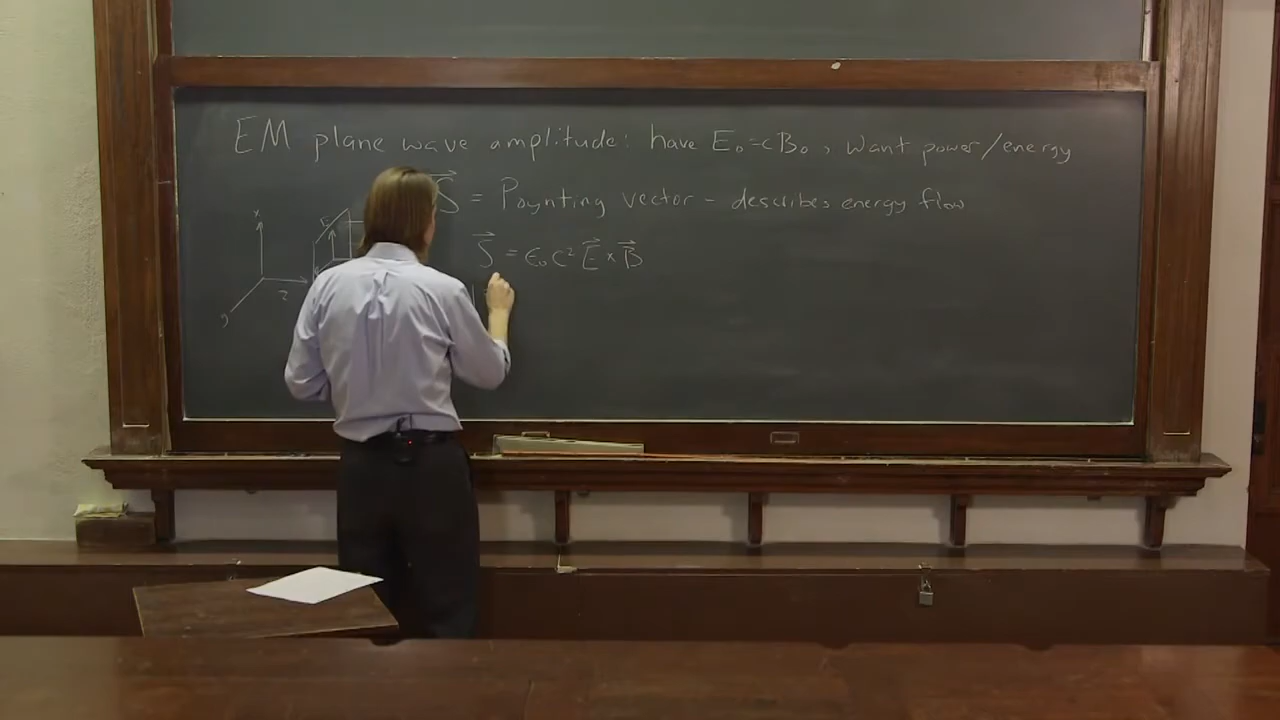 EM plane wave amplitude: have E₀=cB₀, want power/energy
S⃗ = Poynting vector - describes energy flow
S⃗ = ε₀c² E⃗ × B⃗
x
E
z
y